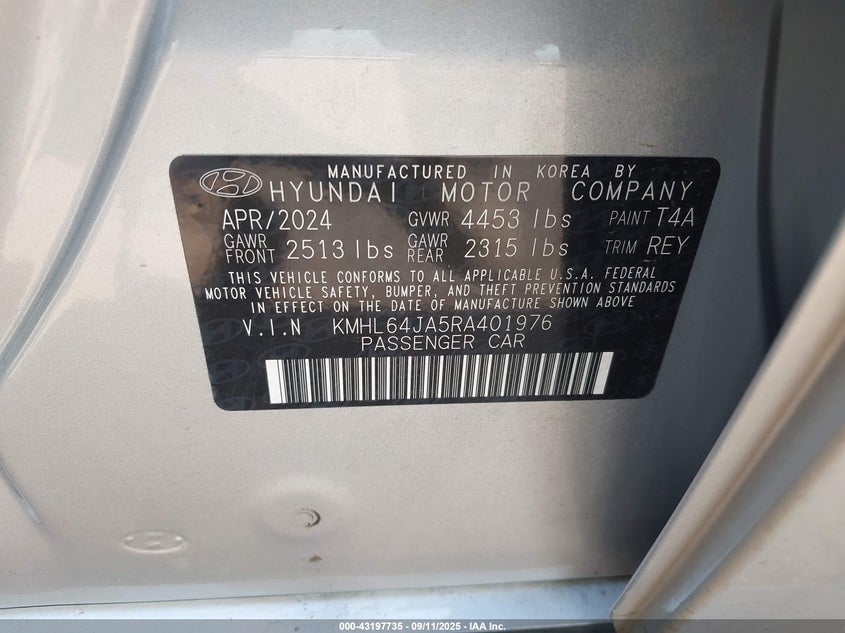 MANUFACTURED IN KOREA BY
HYUNDAI MOTOR COMPANY
APR/2024 GVWR 4453 lbs PAINT T4A
GAWR FRONT 2513 lbs GAWR REAR 2315 lbs TRIM REY
THIS VEHICLE CONFORMS TO ALL APPLICABLE U.S.A. FEDERAL
MOTOR VEHICLE SAFETY, BUMPER, AND THEFT PREVENTION STANDARDS
IN EFFECT ON THE DATE OF MANUFACTURE SHOWN ABOVE
V.I.N KMHL64JA5RA401976
PASSENGER CAR
000-43197735 - 09/11/2025 - IAA Inc.